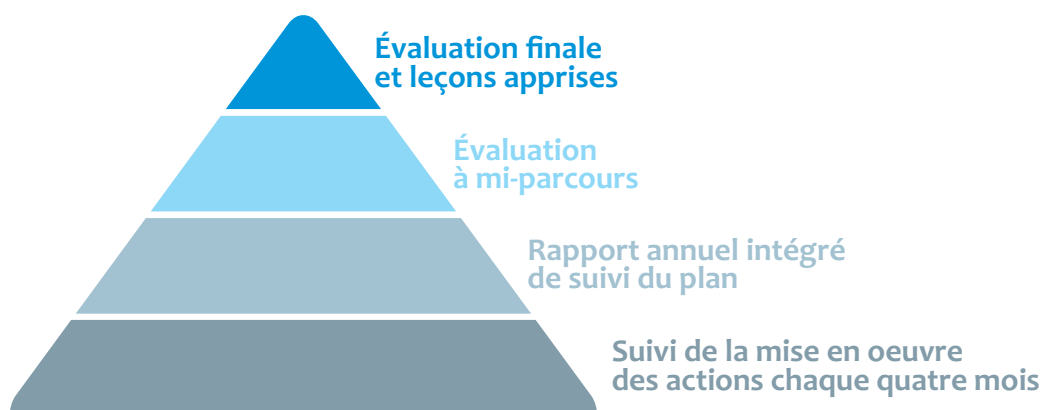 Évaluation finale
et leçons apprises
Évaluation
à mi-parcours
Rapport annuel intégré
de suivi du plan
Suivi de la mise en oeuvre
des actions chaque quatre mois